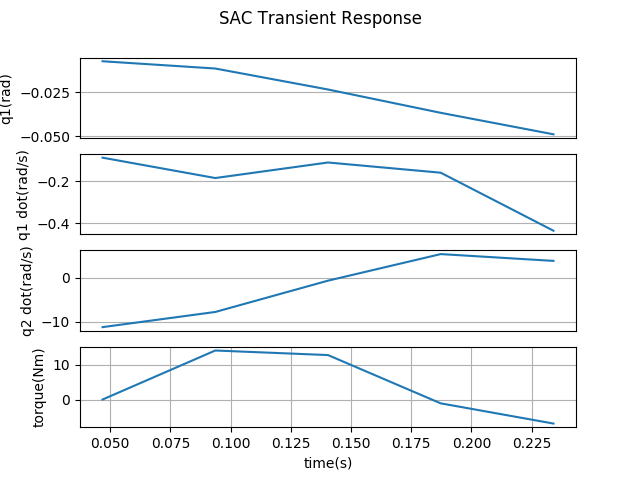 SAC Transient Response
q1(rad)
−0.025
−0.050
q1 dot(rad/s)
−0.2
−0.4
q2 dot(rad/s)
0
−10
torque(Nm)
10
0
0.050 0.075 0.100 0.125 0.150 0.175 0.200 0.225
time(s)